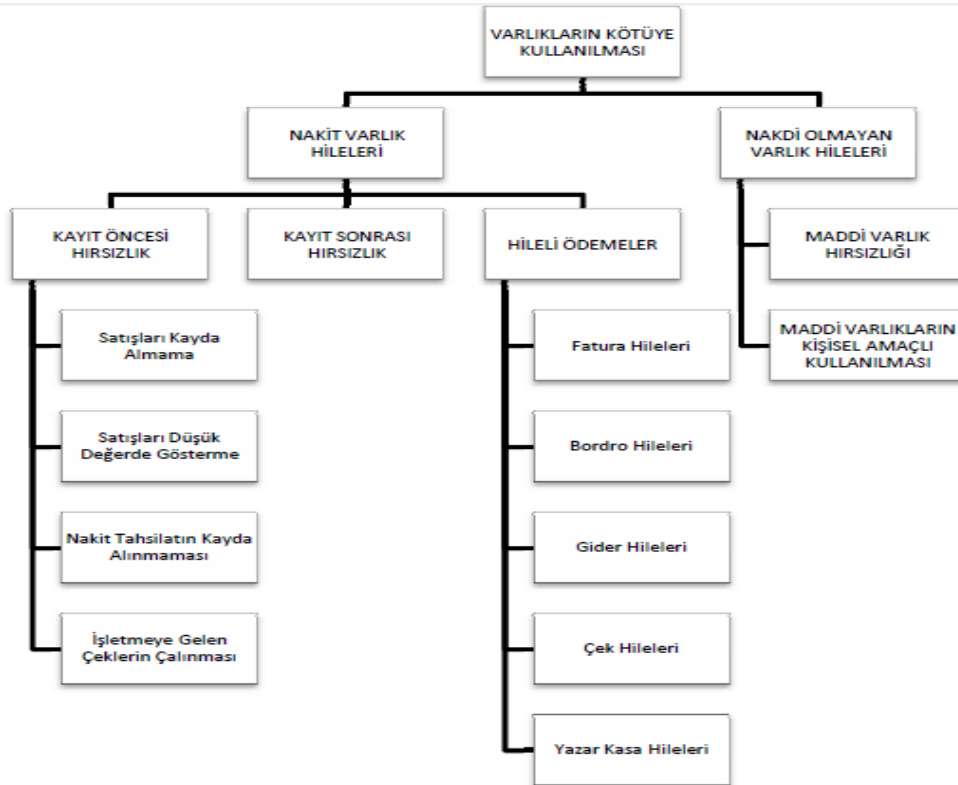 VARLIKLARIN KÖTÜYE
KULLANILMASI
NAKİT VARLIK
HİLELERİ
NAKDİ OLMAYAN
VARLIK HİLELERİ
KAYIT ÖNCESİ
HIRSIZLIK
KAYIT SONRASI
HIRSIZLIK
HİLELİ ÖDEMELER
MADDİ VARLIK
HIRSIZLIĞI
Satışları Kayda
Almama
Fatura Hileleri
MADDİ VARLIKLARIN
KİŞİSEL AMAÇLI
KULLANILMASI
Satışları Düşük
Değerde Gösterme
Bordro Hileleri
Nakit Tahsilatın Kayda
Alınmaması
Gider Hileleri
İşletmeye Gelen
Çeklerin Çalınması
Çek Hileleri
Yazar Kasa Hileleri